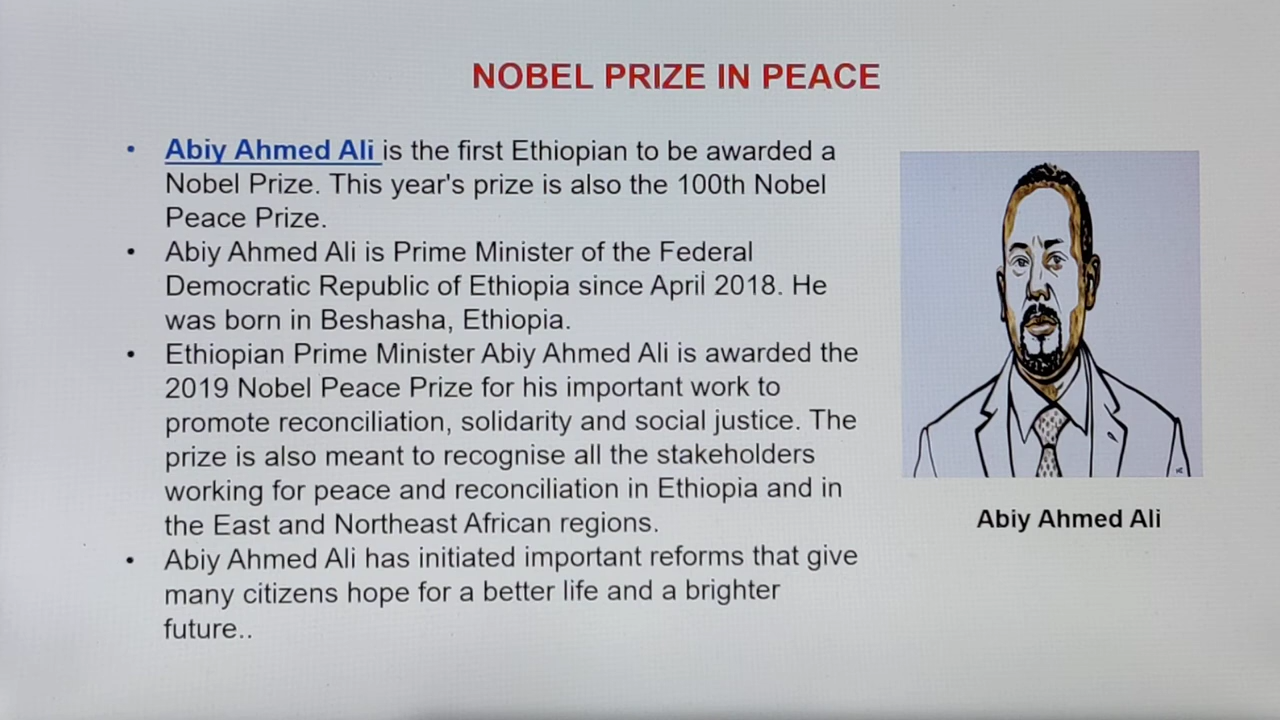 NOBEL PRIZE IN PEACE
• Abiy Ahmed Ali is the first Ethiopian to be awarded a
Nobel Prize. This year's prize is also the 100th Nobel
Peace Prize.
• Abiy Ahmed Ali is Prime Minister of the Federal
Democratic Republic of Ethiopia since April 2018. He
was born in Beshasha, Ethiopia.
• Ethiopian Prime Minister Abiy Ahmed Ali is awarded the
2019 Nobel Peace Prize for his important work to
promote reconciliation, solidarity and social justice. The
prize is also meant to recognise all the stakeholders
working for peace and reconciliation in Ethiopia and in
the East and Northeast African regions.
• Abiy Ahmed Ali has initiated important reforms that give
many citizens hope for a better life and a brighter
future..
Abiy Ahmed Ali